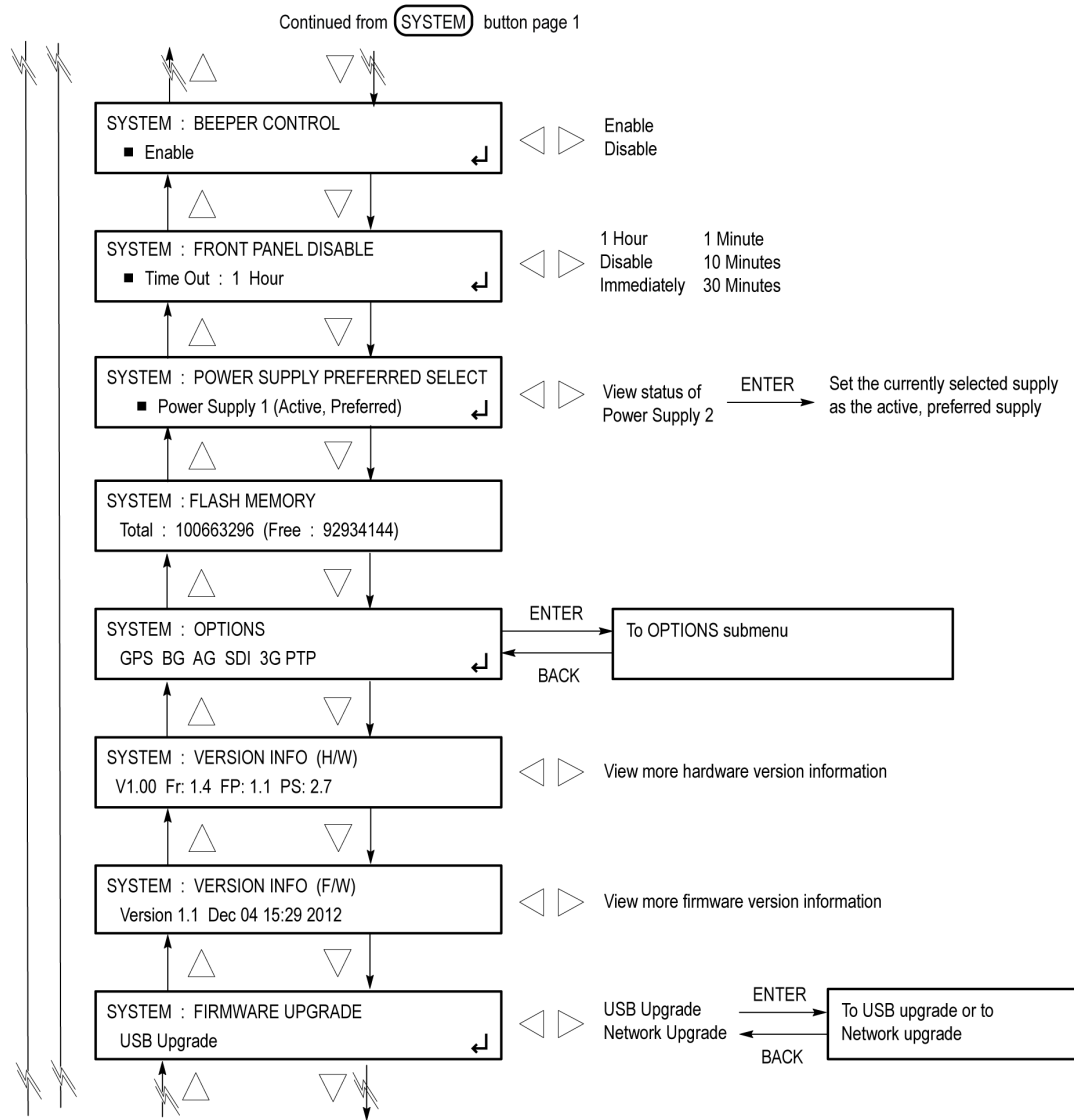 Continued from SYSTEM button page 1
SYSTEM : BEEPER CONTROL
■ Enable
Enable
Disable
SYSTEM : FRONT PANEL DISABLE
■ Time Out : 1 Hour
1 Hour 1 Minute
Disable 10 Minutes
Immediately 30 Minutes
SYSTEM : POWER SUPPLY PREFERRED SELECT
■ Power Supply 1 (Active, Preferred)
View status of
Power Supply 2
ENTER
Set the currently selected supply
as the active, preferred supply
SYSTEM : FLASH MEMORY
Total : 100663296 (Free : 92934144)
SYSTEM : OPTIONS
GPS BG AG SDI 3G PTP
ENTER
BACK
To OPTIONS submenu
SYSTEM : VERSION INFO (H/W)
V1.00 Fr: 1.4 FP: 1.1 PS: 2.7
View more hardware version information
SYSTEM : VERSION INFO (F/W)
Version 1.1 Dec 04 15:29 2012
View more firmware version information
SYSTEM : FIRMWARE UPGRADE
USB Upgrade
USB Upgrade
Network Upgrade
ENTER
BACK
To USB upgrade or to
Network upgrade